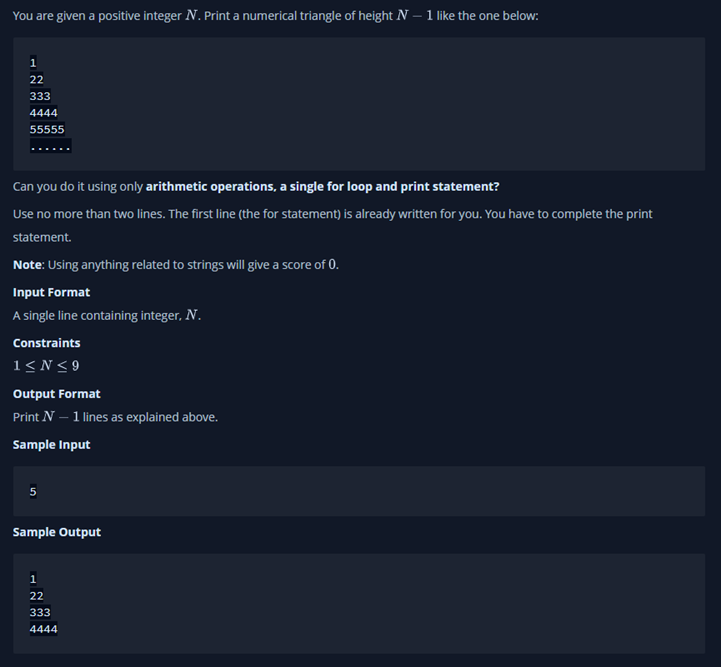 You are given a positive integer N. Print a numerical triangle of height N − 1 like the one below:
1
22
333
4444
55555
......
Can you do it using only arithmetic operations, a single for loop and print statement?
Use no more than two lines. The first line (the for statement) is already written for you. You have to complete the print
statement.
Note: Using anything related to strings will give a score of 0.
Input Format
A single line containing integer, N.
Constraints
1 ≤ N ≤ 9
Output Format
Print N − 1 lines as explained above.
Sample Input
5
Sample Output
1
22
333
4444